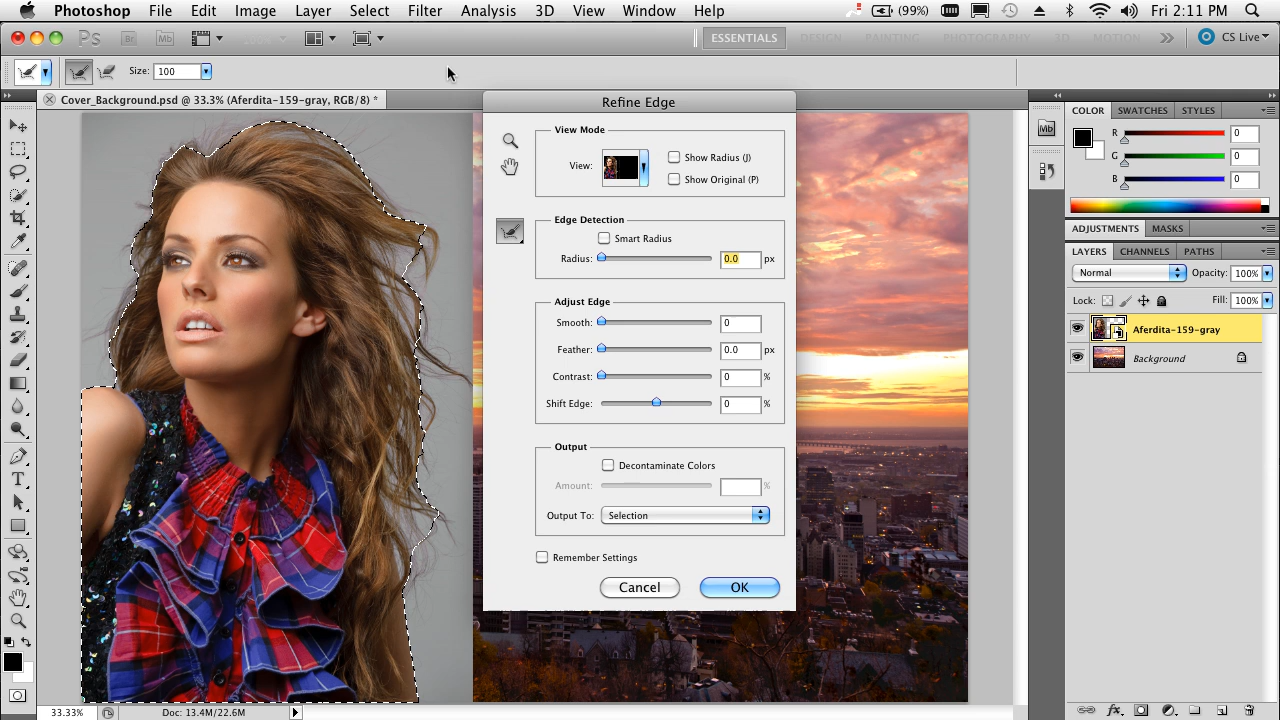 Photoshop File Edit Image Layer Select Filter Analysis 3D View Window Help (99%) Fri 2:11 PM
Ps Br Mb 100% ESSENTIALS DESIGN PAINTING PHOTOGRAPHY 3D MOTION >> CS Live
Size: 100
Cover_Background.psd @ 33.3% (Aferdita-159-gray, RGB/8) *
Refine Edge
View Mode
View:
Show Radius (J)
Show Original (P)
Edge Detection
Smart Radius
Radius: 0.0 px
Adjust Edge
Smooth: 0
Feather: 0.0 px
Contrast: 0 %
Shift Edge: 0 %
Output
Decontaminate Colors
Amount: %
Output To: Selection
Remember Settings
Cancel OK
Mb
COLOR SWATCHES STYLES
R 0
G 0
B 0
ADJUSTMENTS MASKS
LAYERS CHANNELS PATHS
Normal Opacity: 100%
Lock: Fill: 100%
Aferdita-159-gray
Background
fx
T
33.33% Doc: 13.4M/22.6M